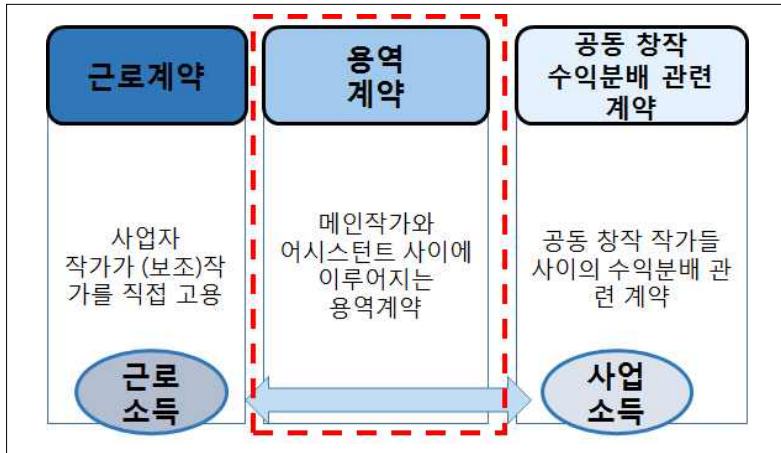 근로계약
용역
계약
공동 창작
수익분배 관련
계약
사업자
작가가 (보조)작
가를 직접 고용
메인작가와
어시스턴트 사이에
이루어지는
용역계약
공동 창작 작가들
사이의 수익분배 관
련 계약
근로
소득
사업
소득